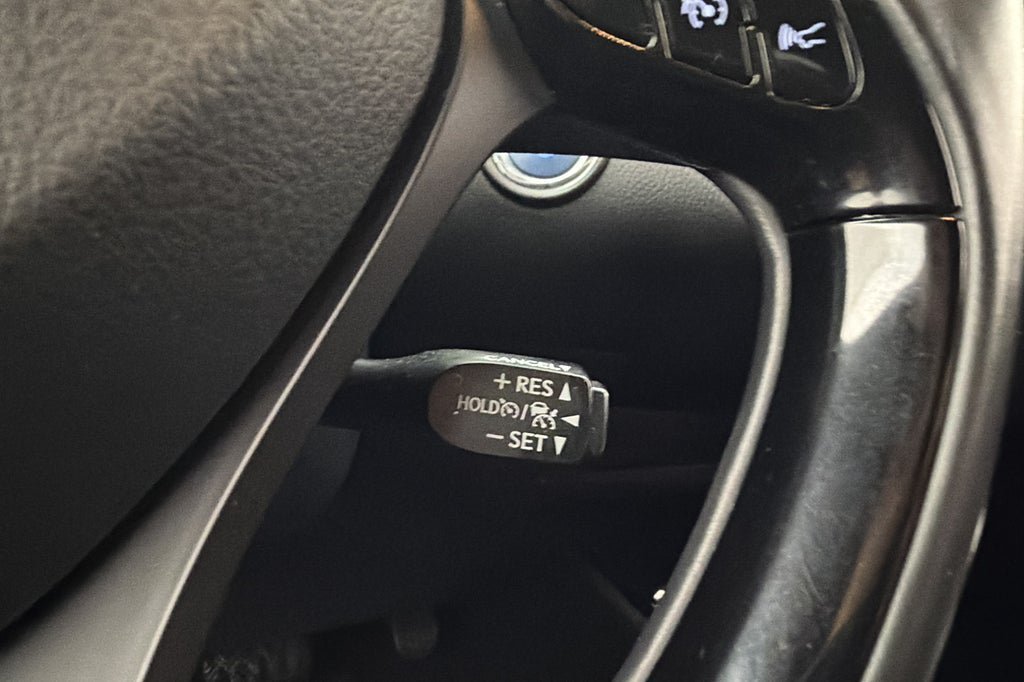 CANCEL▼
+ RES ▲
HOLD / ◄
− SET ▼